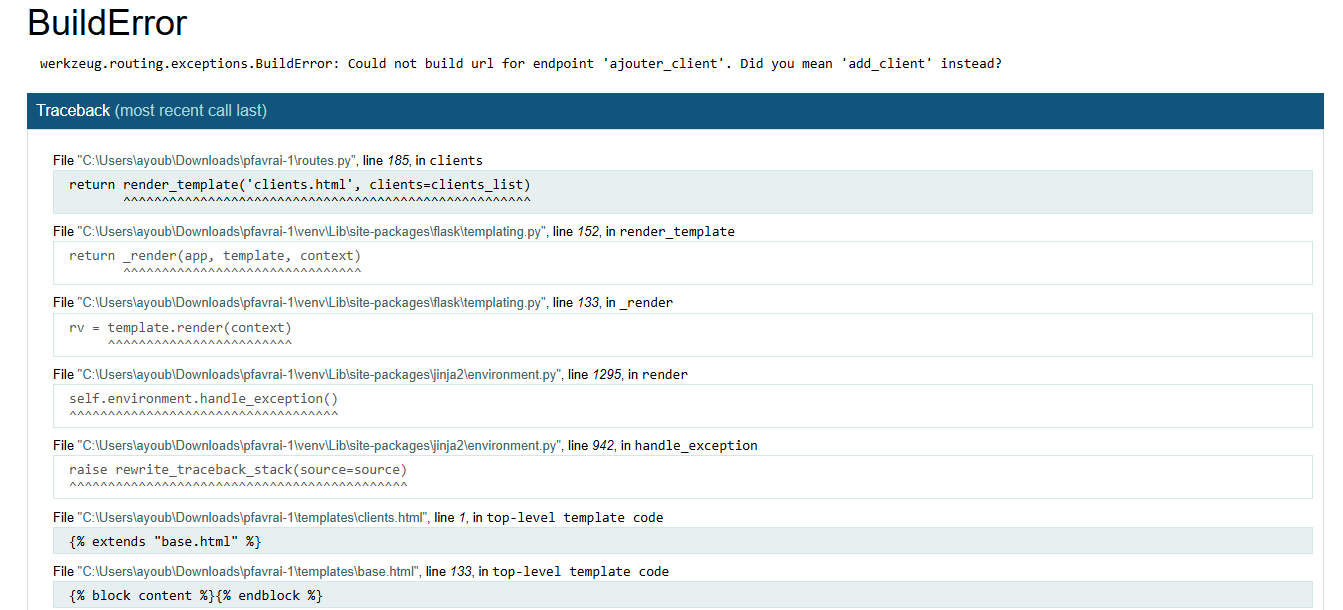 BuildError
werkzeug.routing.exceptions.BuildError: Could not build url for endpoint 'ajouter_client'. Did you mean 'add_client' instead?
Traceback (most recent call last)
File "C:\Users\ayoub\Downloads\pfavrai-1\routes.py", line 185, in clients
return render_template('clients.html', clients=clients_list)
^^^^^^^^^^^^^^^^^^^^^^^^^^^^^^^^^^^^^^^^^^^^^^^^^^^^^
File "C:\Users\ayoub\Downloads\pfavrai-1\venv\Lib\site-packages\flask\templating.py", line 152, in render_template
return _render(app, template, context)
^^^^^^^^^^^^^^^^^^^^^^^^^^^^^^^
File "C:\Users\ayoub\Downloads\pfavrai-1\venv\Lib\site-packages\flask\templating.py", line 133, in _render
rv = template.render(context)
^^^^^^^^^^^^^^^^^^^^^^^^
File "C:\Users\ayoub\Downloads\pfavrai-1\venv\Lib\site-packages\jinja2\environment.py", line 1295, in render
self.environment.handle_exception()
^^^^^^^^^^^^^^^^^^^^^^^^^^^^^^^^^^^
File "C:\Users\ayoub\Downloads\pfavrai-1\venv\Lib\site-packages\jinja2\environment.py", line 942, in handle_exception
raise rewrite_traceback_stack(source=source)
^^^^^^^^^^^^^^^^^^^^^^^^^^^^^^^^^^^^^^^^^^^^
File "C:\Users\ayoub\Downloads\pfavrai-1\templates\clients.html", line 1, in top-level template code
{% extends "base.html" %}
File "C:\Users\ayoub\Downloads\pfavrai-1\templates\base.html", line 133, in top-level template code
{% block content %}{% endblock %}